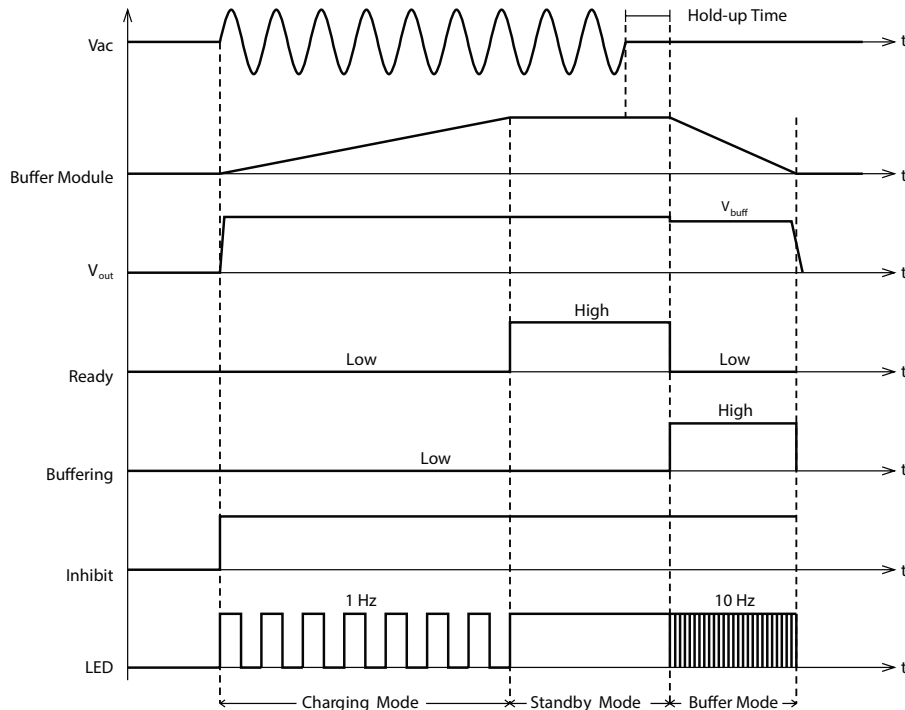 Hold-up Time
Vac
t
Buffer Module
t
Vbuff
Vout
t
High
Ready
Low
Low
t
High
Buffering
Low
t
Inhibit
t
1 Hz
10 Hz
LED
t
Charging Mode
Standby Mode
Buffer Mode